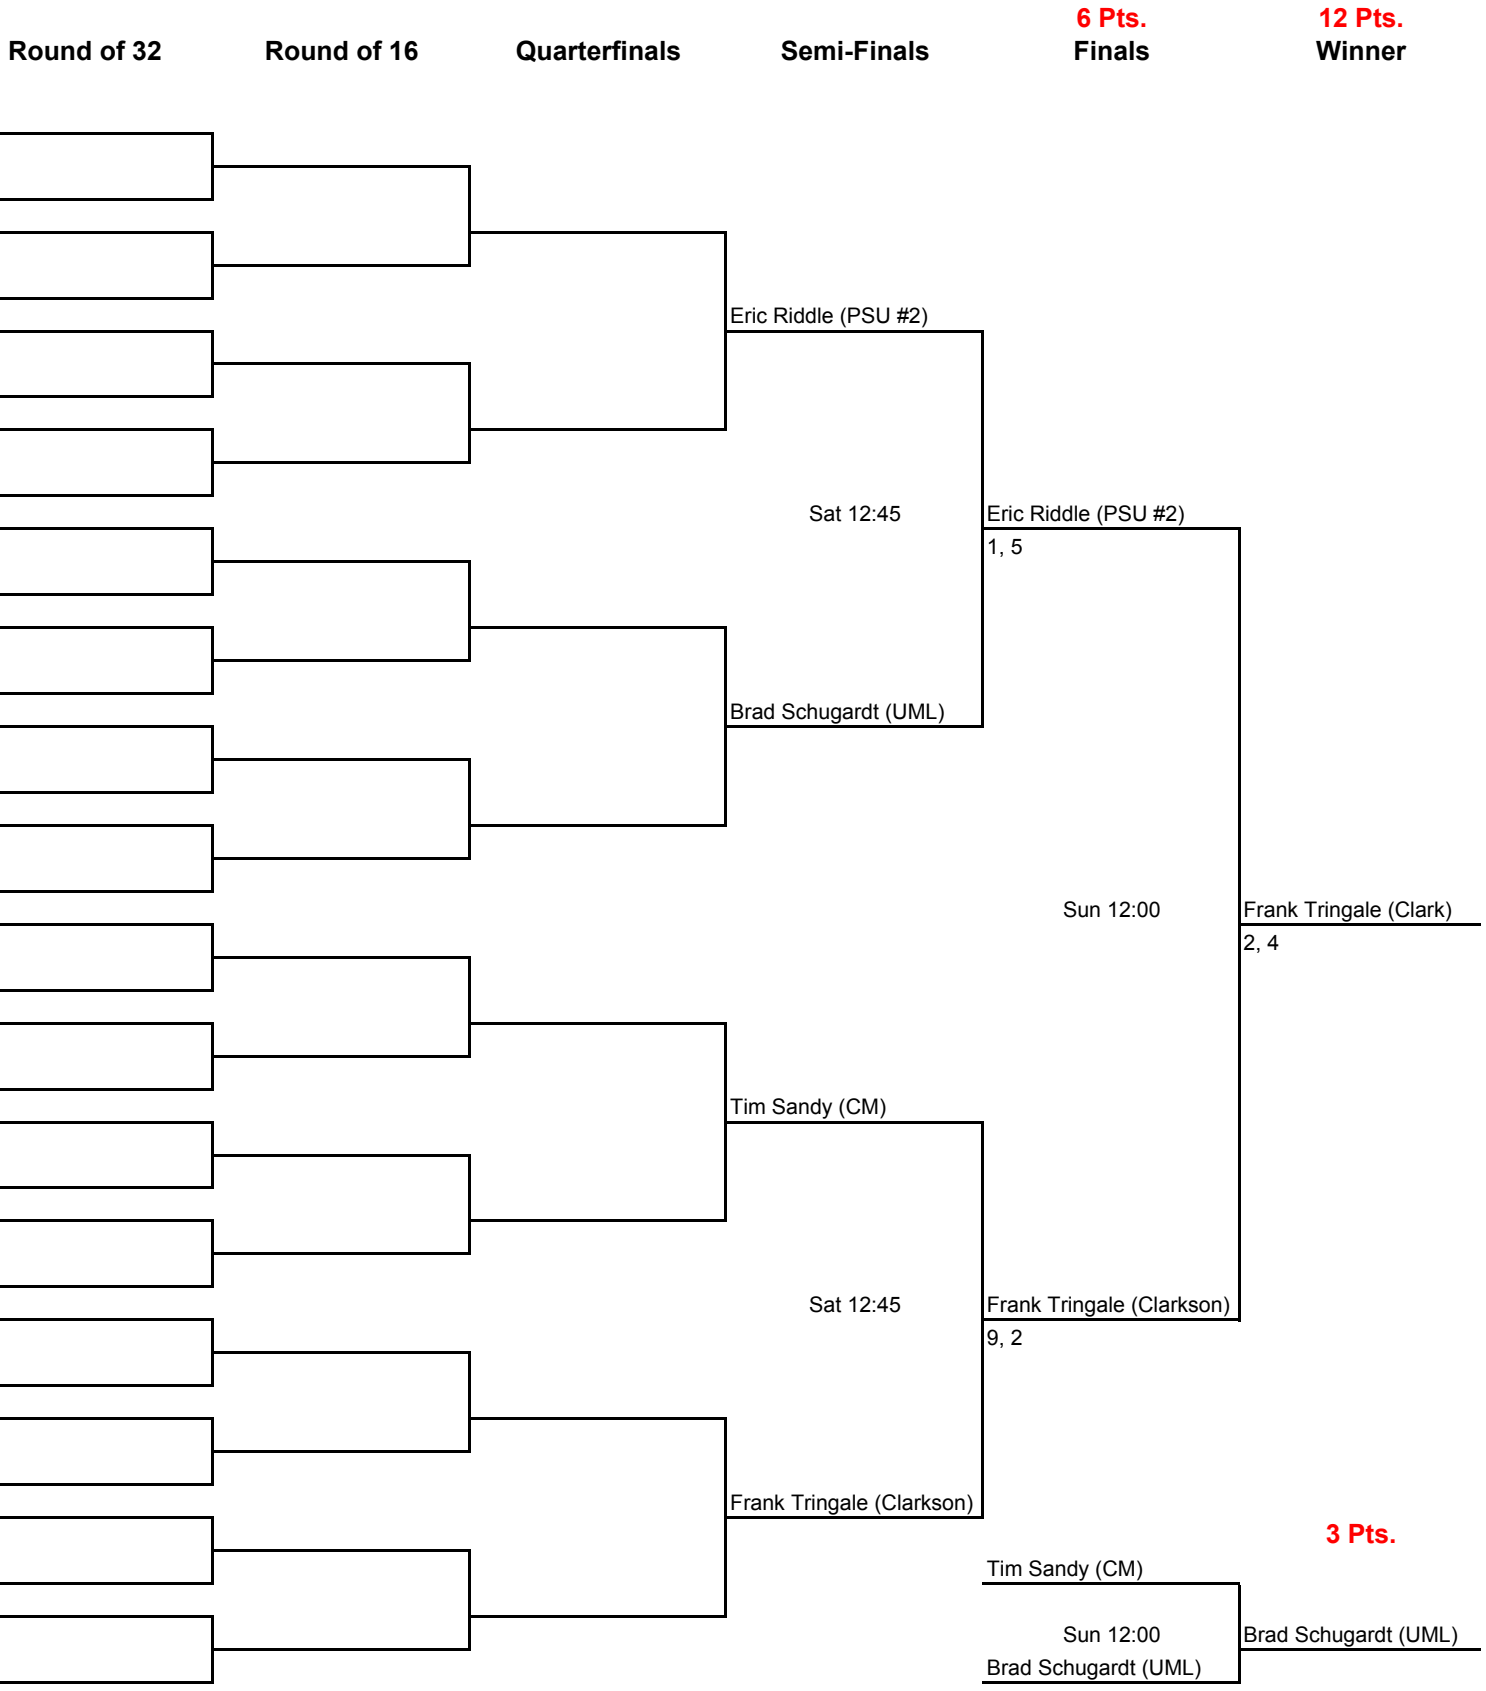 6 Pts. 12 Pts.
Round of 32 Round of 16 Quarterfinals Semi-Finals Finals Winner
Eric Riddle (PSU #2)
Sat 12:45 Eric Riddle (PSU #2)
1, 5
Brad Schugardt (UML)
Sun 12:00 Frank Tringale (Clark)
2, 4
Tim Sandy (CM)
Sat 12:45 Frank Tringale (Clarkson)
9, 2
Frank Tringale (Clarkson)
3 Pts.
Tim Sandy (CM)
Sun 12:00 Brad Schugardt (UML)
Brad Schugardt (UML)